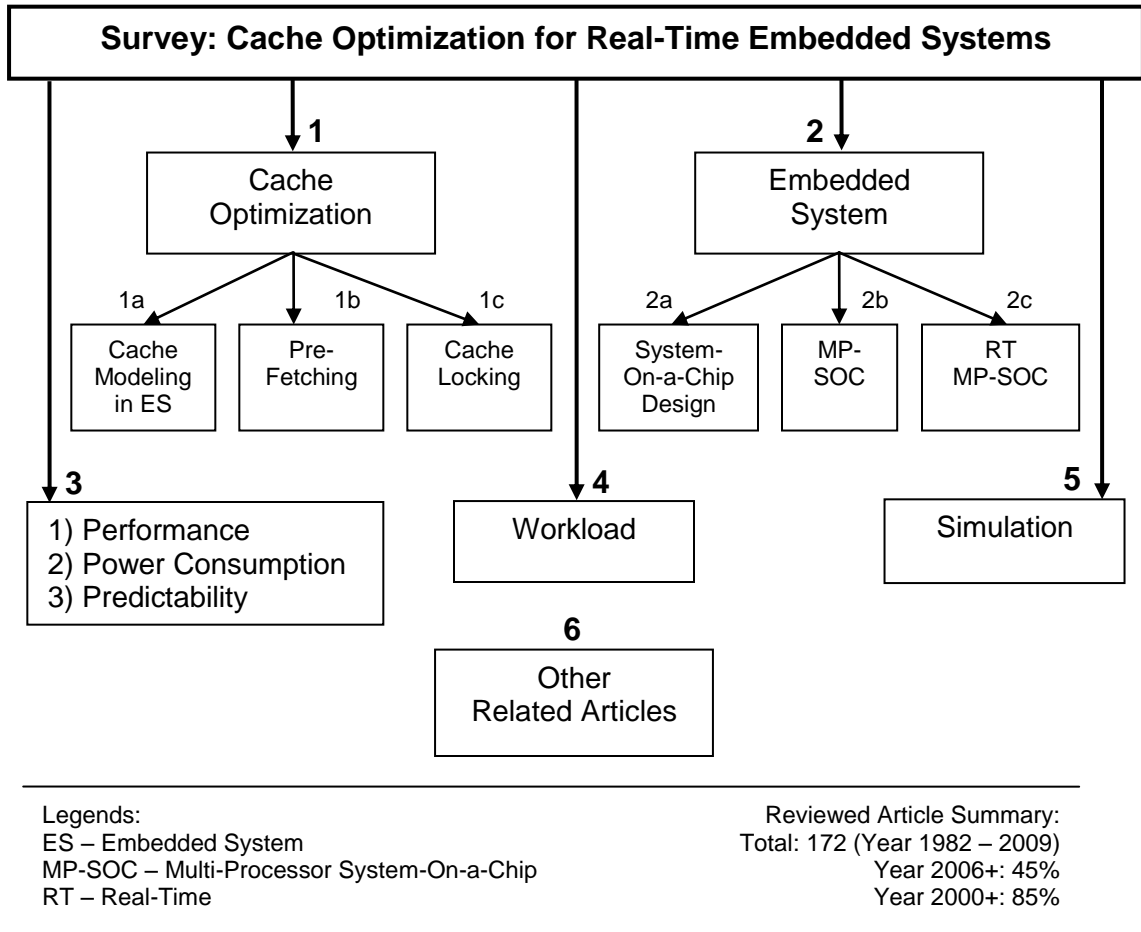 Survey: Cache Optimization for Real-Time Embedded Systems
1
Cache
Optimization
2
Embedded
System
1a
1b
1c
Cache
Modeling
in ES
Pre-
Fetching
Cache
Locking
2a
2b
2c
System-
On-a-Chip
Design
MP-
SOC
RT
MP-SOC
3
1) Performance
2) Power Consumption
3) Predictability
4
Workload
5
Simulation
6
Other
Related Articles
Legends:
ES – Embedded System
MP-SOC – Multi-Processor System-On-a-Chip
RT – Real-Time
Reviewed Article Summary:
Total: 172 (Year 1982 – 2009)
Year 2006+: 45%
Year 2000+: 85%